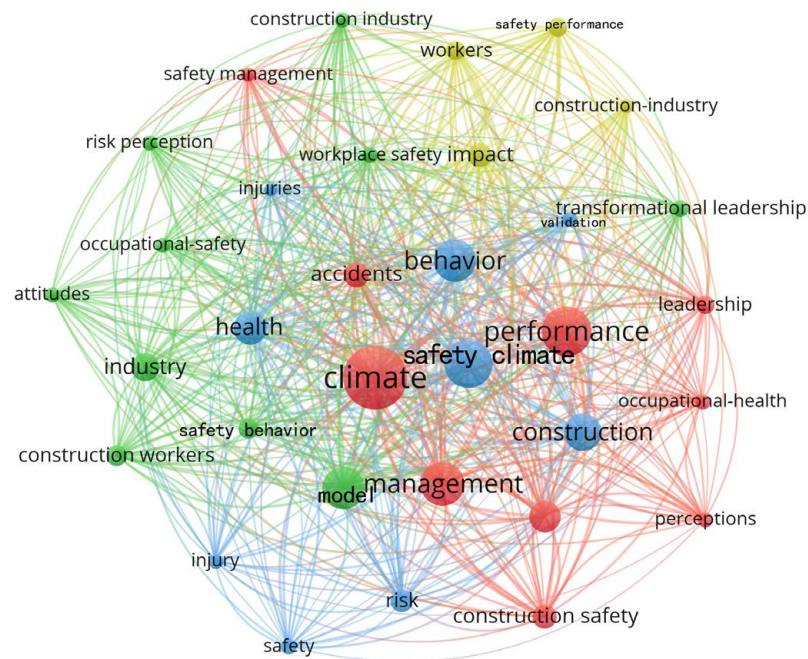 construction industry
safety performance
workers
safety management
construction-industry
risk perception
workplace safety
impact
injuries
transformational leadership
validation
occupational-safety
behavior
accidents
attitudes
leadership
health
performance
safety climate
industry
climate
occupational-health
safety behavior
construction
construction workers
management
model
perceptions
injury
risk
construction safety
safety